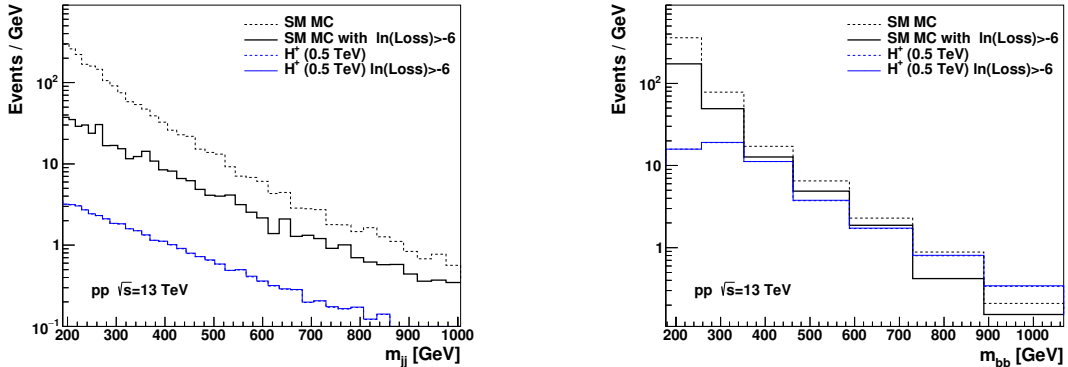 Events / GeV
10²
10
1
10⁻¹
SM MC
SM MC with ln(Loss)>-6
H⁺ (0.5 TeV)
H⁺ (0.5 TeV) ln(Loss)>-6
pp √s=13 TeV
200 300 400 500 600 700 800 900 1000
m_jj [GeV]
Events / GeV
10²
10
1
SM MC
SM MC with ln(Loss)>-6
H⁺ (0.5 TeV)
H⁺ (0.5 TeV) ln(Loss)>-6
pp √s=13 TeV
200 300 400 500 600 700 800 900 1000
m_bb [GeV]